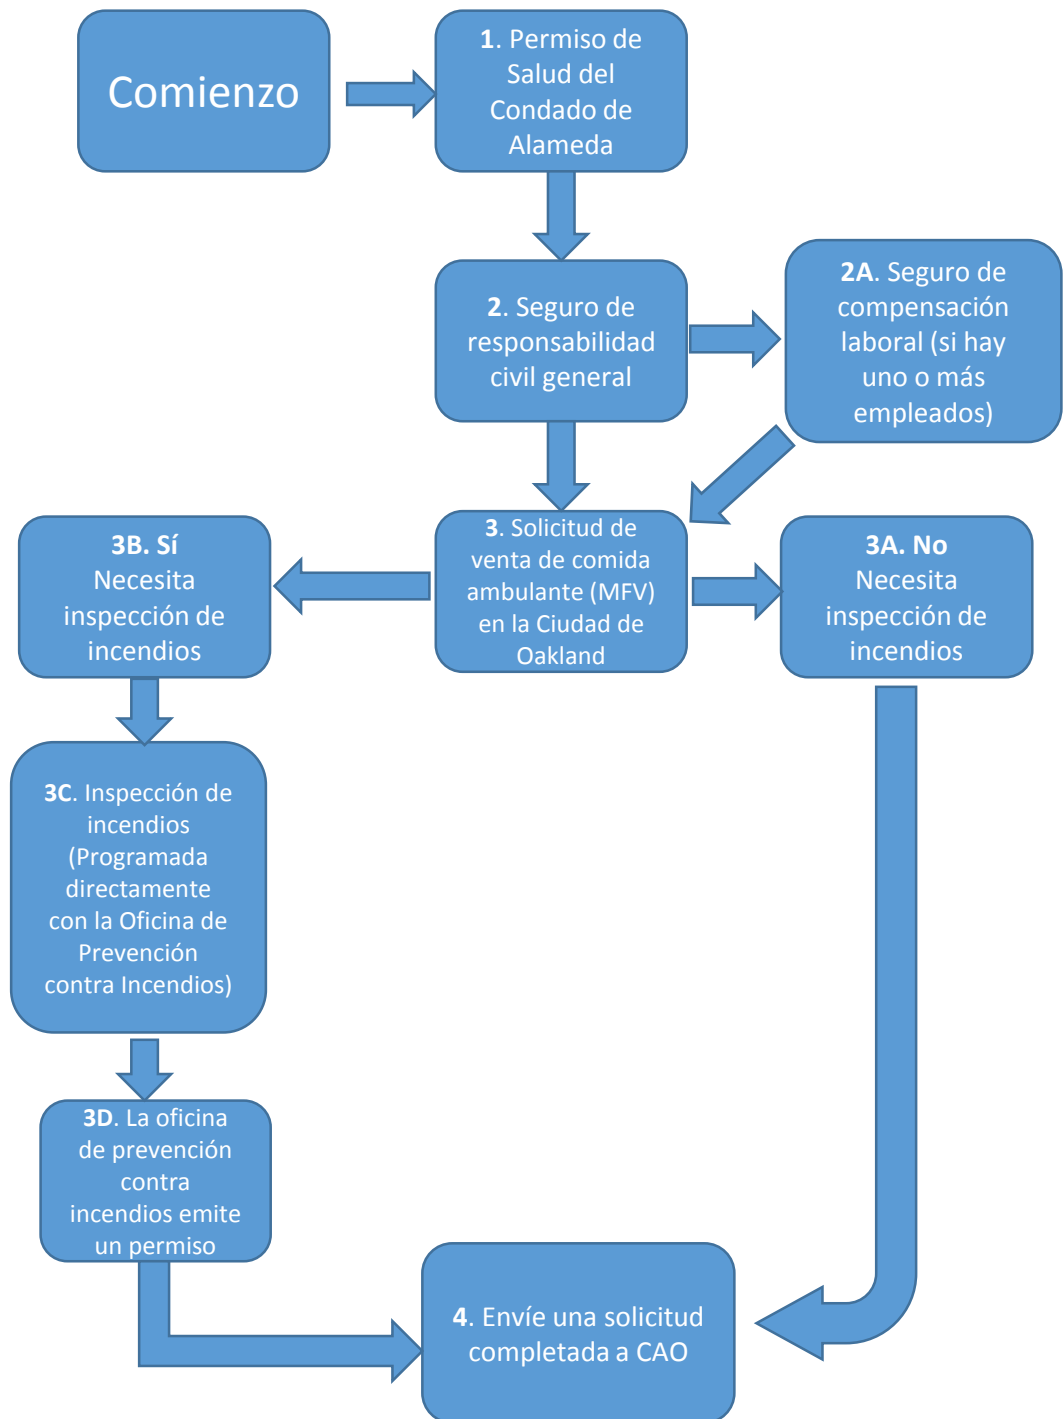 Comienzo
1. Permiso de
Salud del
Condado de
Alameda
2. Seguro de
responsabilidad
civil general
2A. Seguro de
compensación
laboral (si hay
uno o más
empleados)
3. Solicitud de
venta de comida
ambulante (MFV)
en la Ciudad de
Oakland
3B. Sí
Necesita
inspección de
incendios
3A. No
Necesita
inspección de
incendios
3C. Inspección de
incendios
(Programada
directamente
con la Oficina de
Prevención
contra Incendios)
3D. La oficina
de prevención
contra
incendios emite
un permiso
4. Envíe una solicitud
completada a CAO